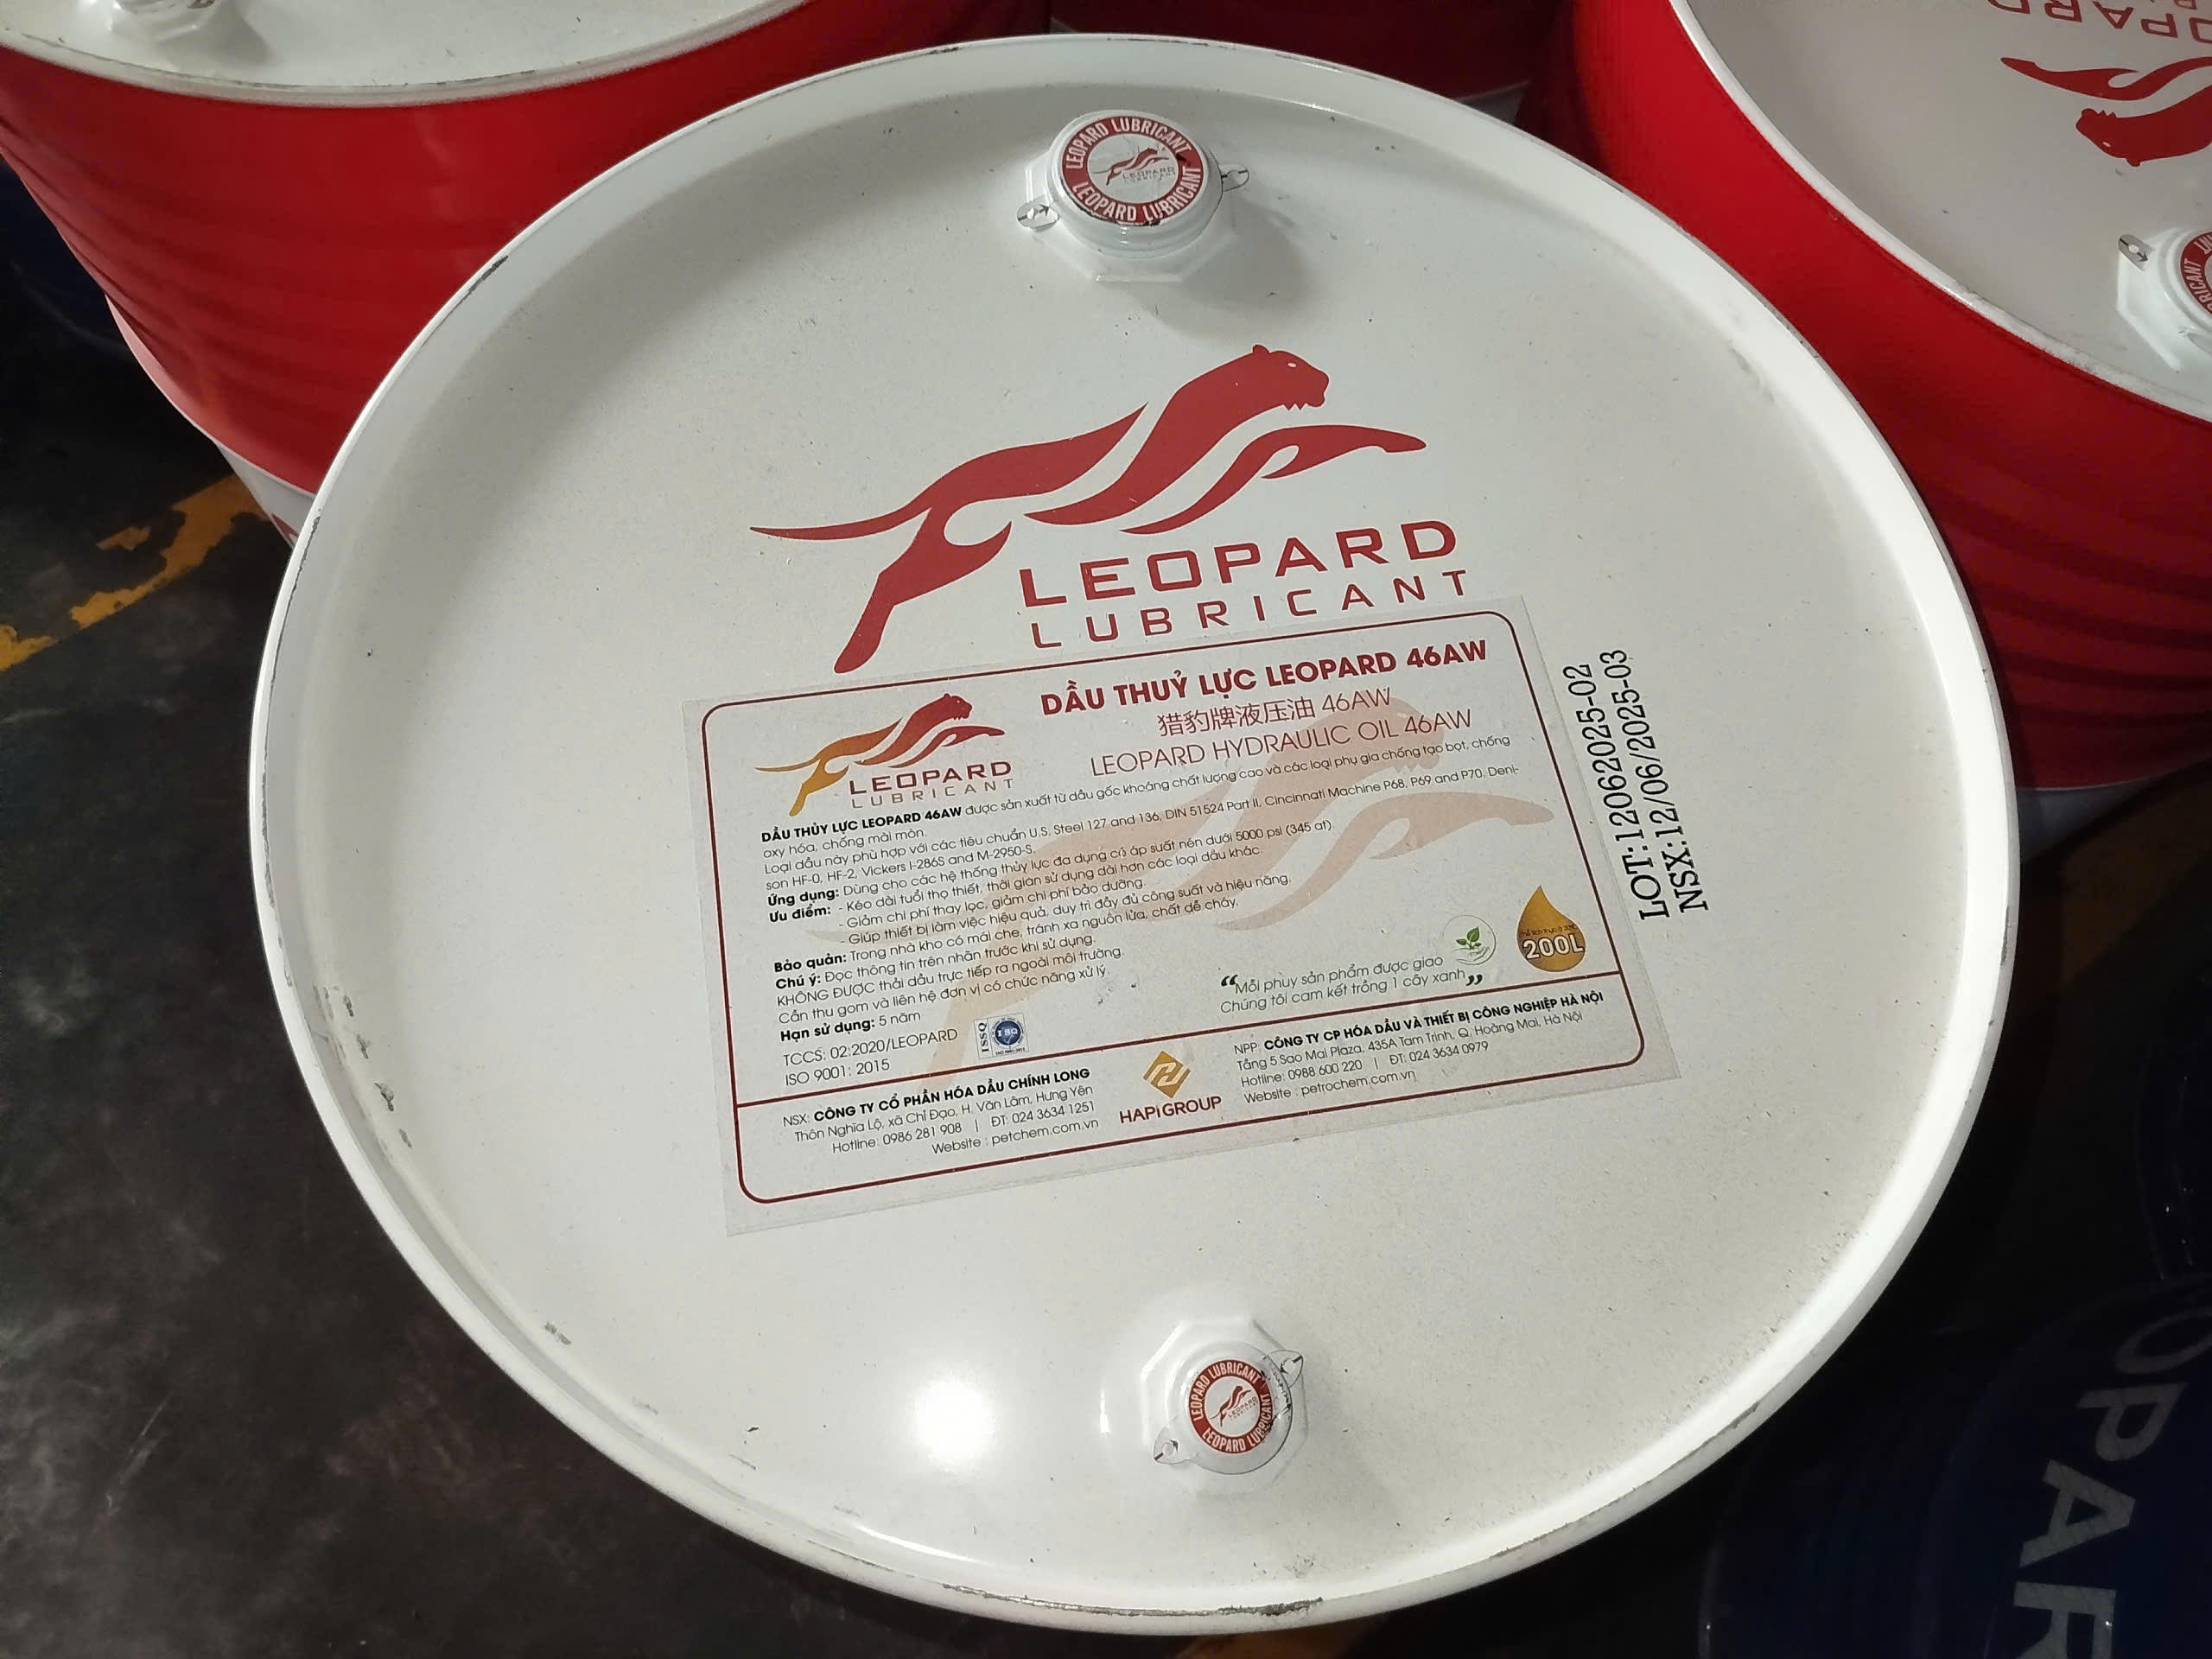 LEOPARD LUBRICANT
LEOPARD LUBRICANT
LEOPARD
LUBRICANT
LEOPARD
LUBRICANT
DẦU THUỶ LỰC LEOPARD 46AW
猎豹牌液压油 46AW
LEOPARD HYDRAULIC OIL 46AW
LEOPARD
LUBRICANT
DẦU THỦY LỰC LEOPARD 46AW được sản xuất từ dầu gốc khoáng chất lượng cao và các loại phụ gia chống tạo bọt, chống
oxy hóa, chống mài mòn.
Loại dầu này phù hợp với các tiêu chuẩn U.S. Steel 127 and 136, DIN 51524 Part II, Cincinnati Machine P68, P69 and P70, Deni-
son HF-0, HF-2, Vickers I-286S and M-2950-S.
Ứng dụng: Dùng cho các hệ thống thủy lực đa dụng có áp suất nén dưới 5000 psi (345 at).
Ưu điểm: - Kéo dài tuổi thọ thiết, thời gian sử dụng dài hơn các loại dầu khác.
- Giảm chi phí thay lọc, giảm chi phí bảo dưỡng.
- Giúp thiết bị làm việc hiệu quả, duy trì đầy đủ công suất và hiệu năng.
Bảo quản: Trong nhà kho có mái che, tránh xa nguồn lửa, chất dễ cháy.
Chú ý: Đọc thông tin trên nhãn trước khi sử dụng.
KHÔNG ĐƯỢC thải dầu trực tiếp ra ngoài môi trường.
Cần thu gom và liên hệ đơn vị có chức năng xử lý.
Hạn sử dụng: 5 năm
TCCS: 02:2020/LEOPARD
ISO 9001: 2015
ISSQ
ISO
200L
“Mỗi phuy sản phẩm được giao
Chúng tôi cam kết trồng 1 cây xanh„
NSX: CÔNG TY CỔ PHẦN HÓA DẦU CHÍNH LONG
Thôn Nghĩa Lộ, xã Chỉ Đạo, H. Văn Lâm, Hưng Yên
Hotline: 0986 281 908 | ĐT: 024 3634 1251
Website : petchem.com.vn
HAPiGROUP
NPP: CÔNG TY CP HÓA DẦU VÀ THIẾT BỊ CÔNG NGHIỆP HÀ NỘI
Tầng 5 Sao Mai Plaza, 435A Tam Trinh, Q. Hoàng Mai, Hà Nội
Hotline: 0988 600 220 | ĐT: 024 3634 0979
Website : petrochem.com.vn
LOT:12062025-02
NSX:12/06/2025-03
LEOPARD LUBRICANT
LEOPARD LUBRICANT
LEOPARD
OPAR